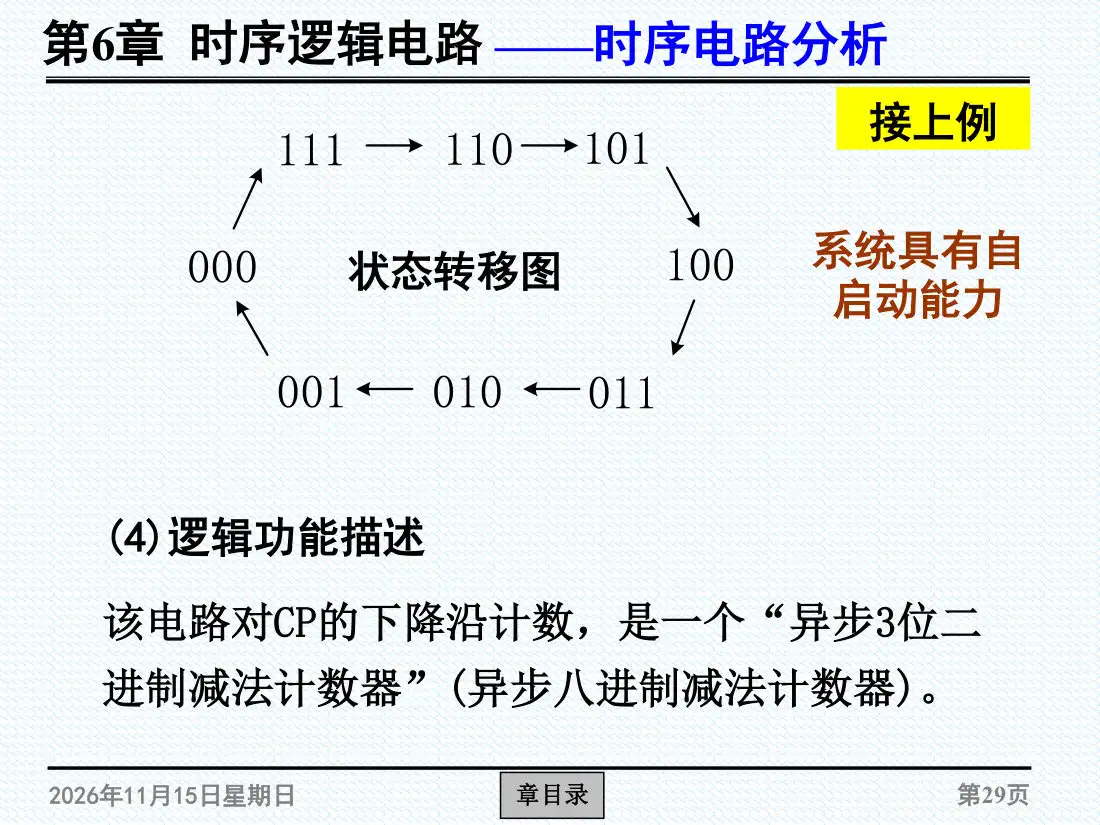 第6章 时序逻辑电路 ——时序电路分析
接上例
111 → 110 → 101
000 状态转移图 100
系统具有自
启动能力
001 ← 010 ← 011
(4)逻辑功能描述
该电路对CP的下降沿计数，是一个“异步3位二
进制减法计数器”(异步八进制减法计数器)。
2026年11月15日星期日 章目录 第29页